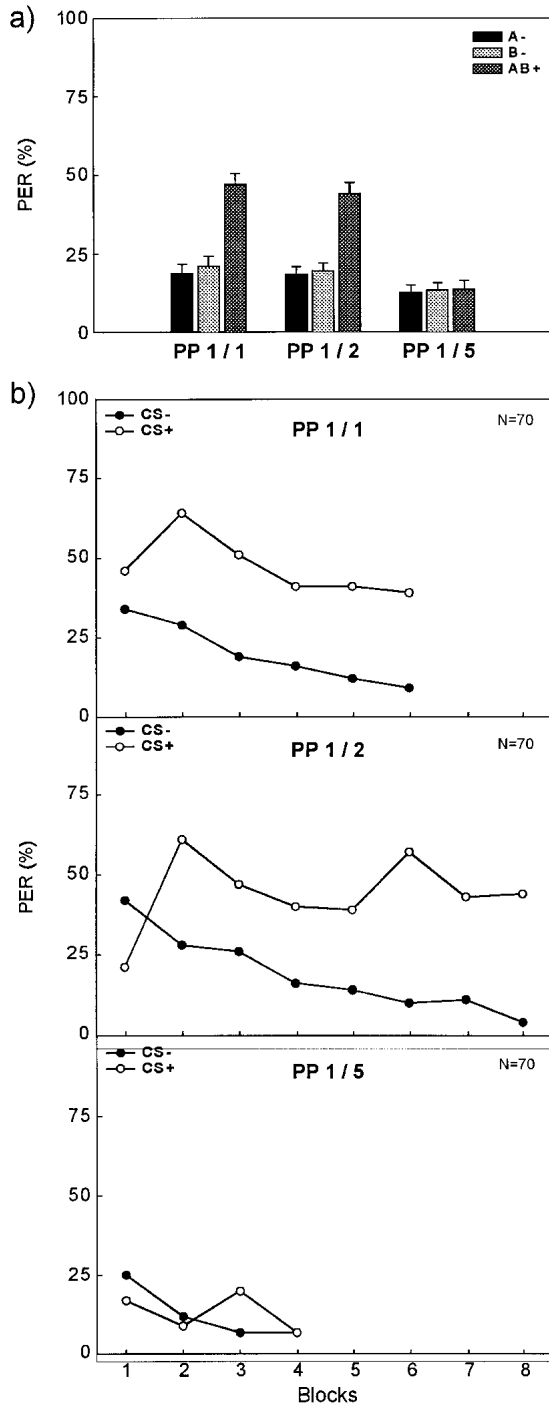 a)
100
75
50
25
0
PER (%)
A-
B-
AB+
PP 1 / 1 PP 1 / 2 PP 1 / 5
b)
100
75
50
25
0
CS-
CS+
PP 1 / 1
N=70
75
50
25
0
PER (%)
CS-
CS+
PP 1 / 2
N=70
75
50
25
0
CS-
CS+
PP 1 / 5
N=70
1 2 3 4 5 6 7 8
Blocks